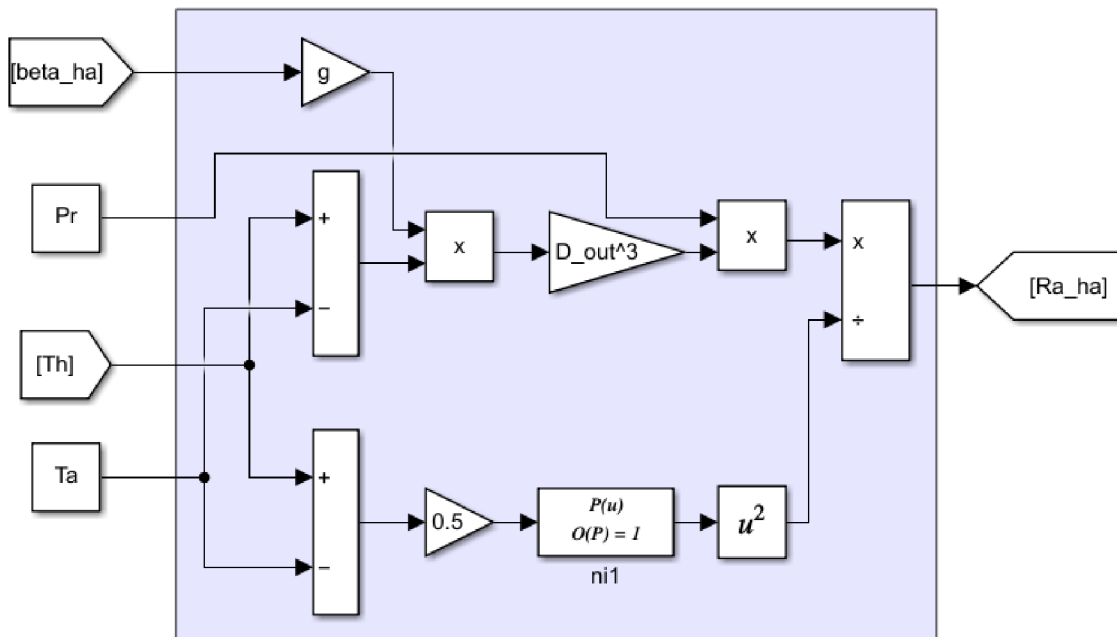 [beta_ha]
g
Pr
+
−
x
D_out^3
x
x
÷
[Ra_ha]
[Th]
Ta
+
−
0.5
P(u)
O(P) = 1
ni1
u²